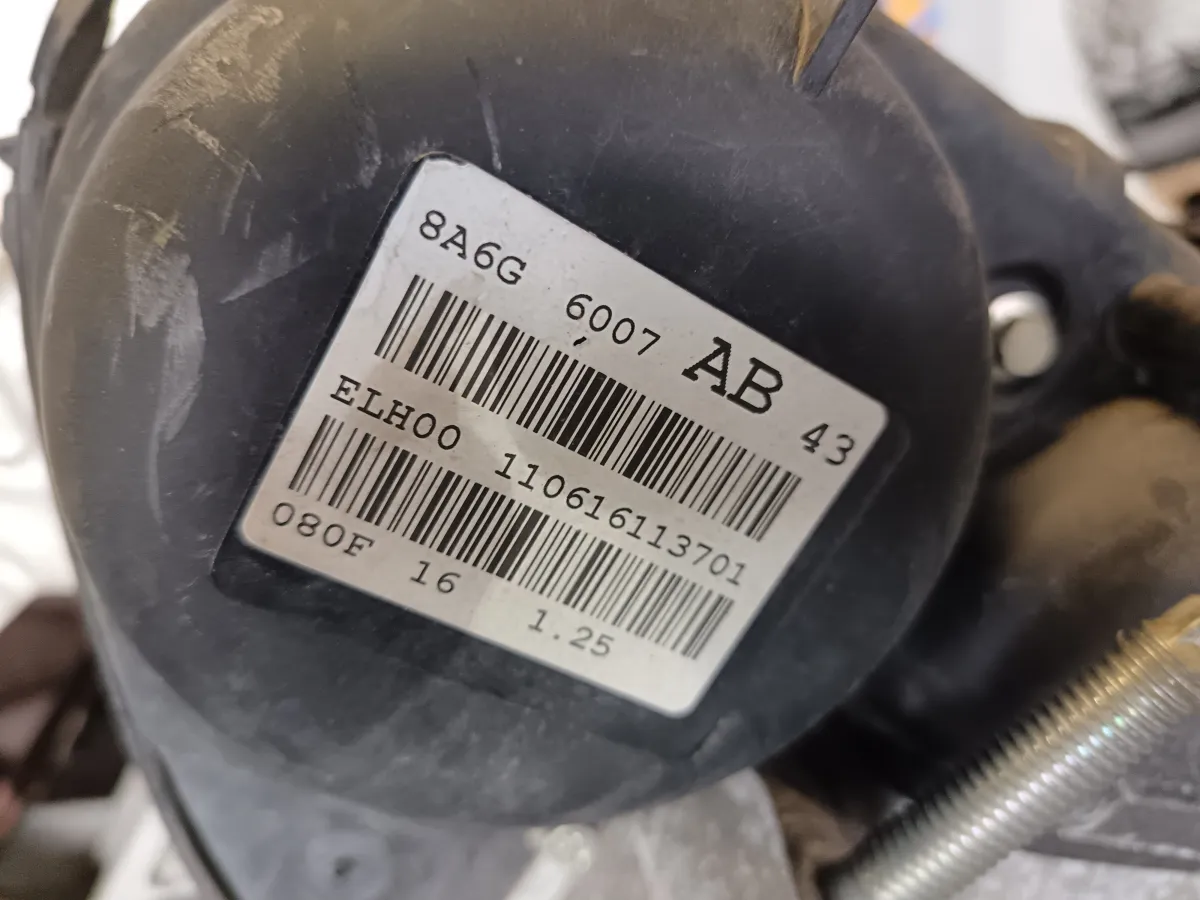 8A6G 6007 AB 43
ELH00 110616113701
080F 16 1.25